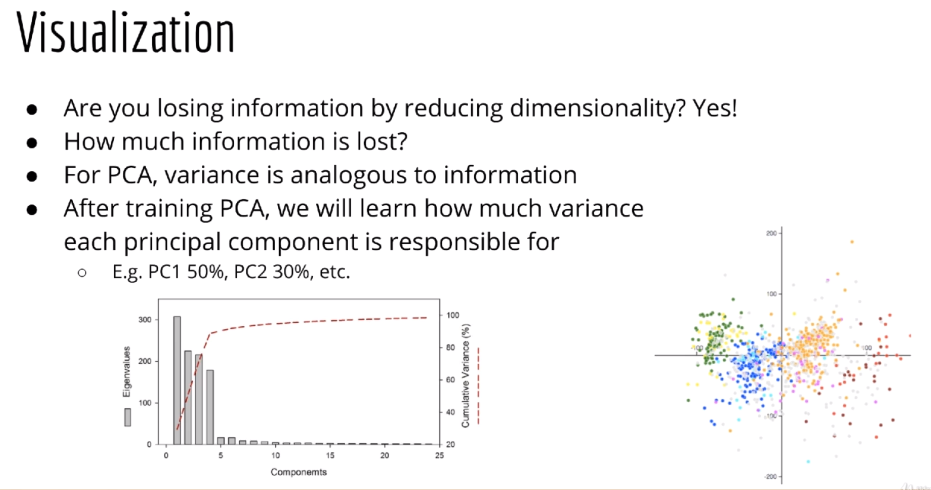 Visualization
● Are you losing information by reducing dimensionality? Yes!
● How much information is lost?
● For PCA, variance is analogous to information
● After training PCA, we will learn how much variance
each principal component is responsible for
○ E.g. PC1 50%, PC2 30%, etc.
300
200
100
0
Eigenvalues
0 5 10 15 20 25
Componemts
100
80
60
40
20
Cumulative Variance (%)
200
100
-100
100
-100
-200